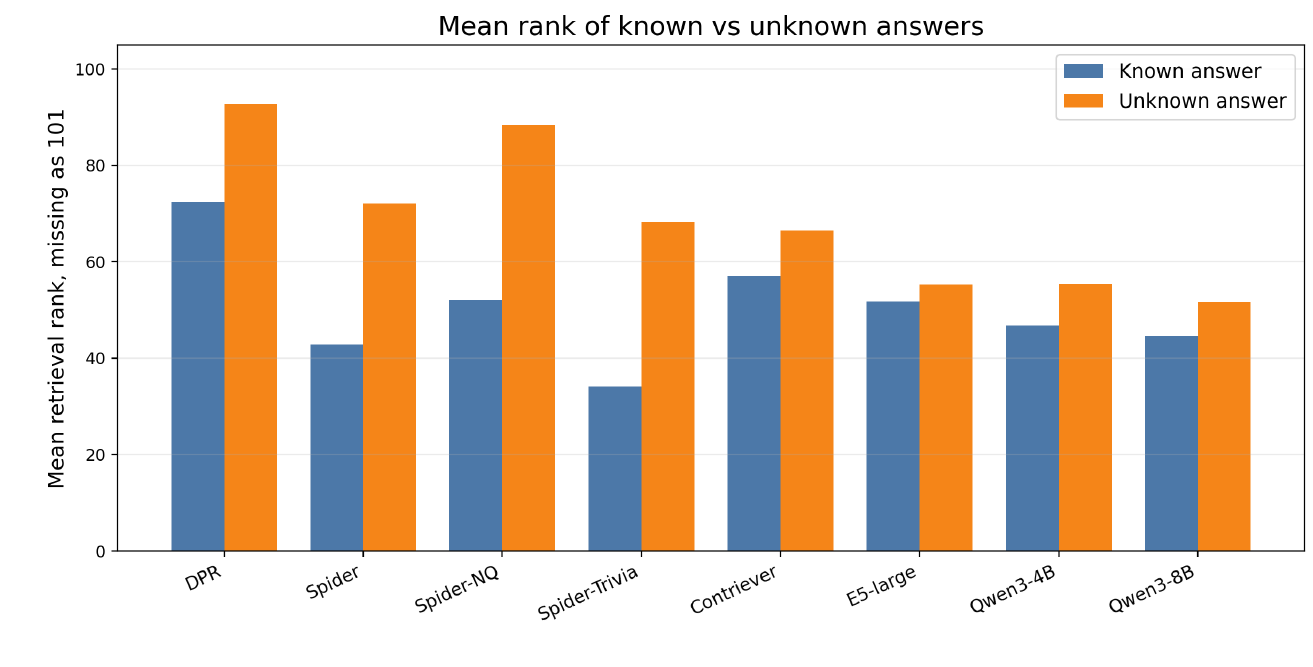 Mean rank of known vs unknown answers
Mean retrieval rank, missing as 101
100
80
60
40
20
0
Known answer
Unknown answer
DPR
Spider
Spider-NQ
Spider-Trivia
Contriever
E5-large
Qwen3-4B
Qwen3-8B